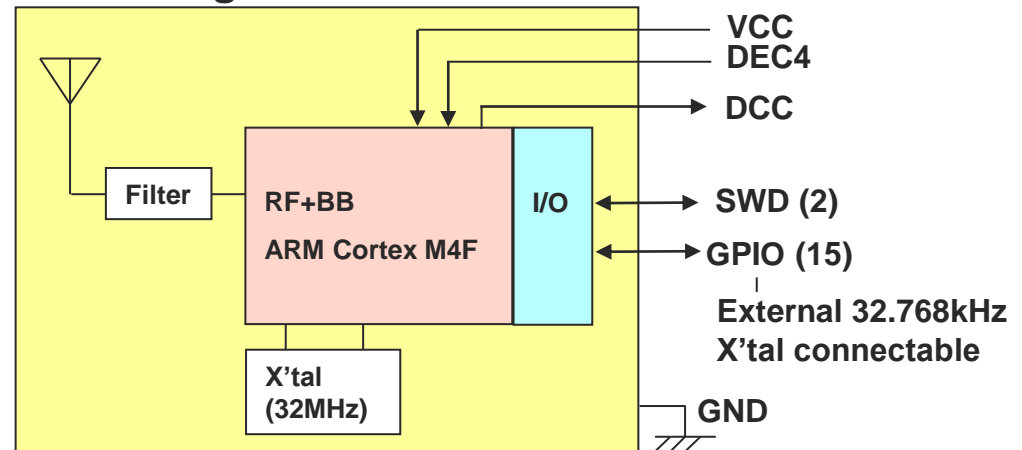 VCC
DEC4
DCC
Filter
RF+BB
ARM Cortex M4F
I/O
SWD (2)
GPIO (15)
External 32.768kHz
X'tal connectable
X'tal
(32MHz)
GND